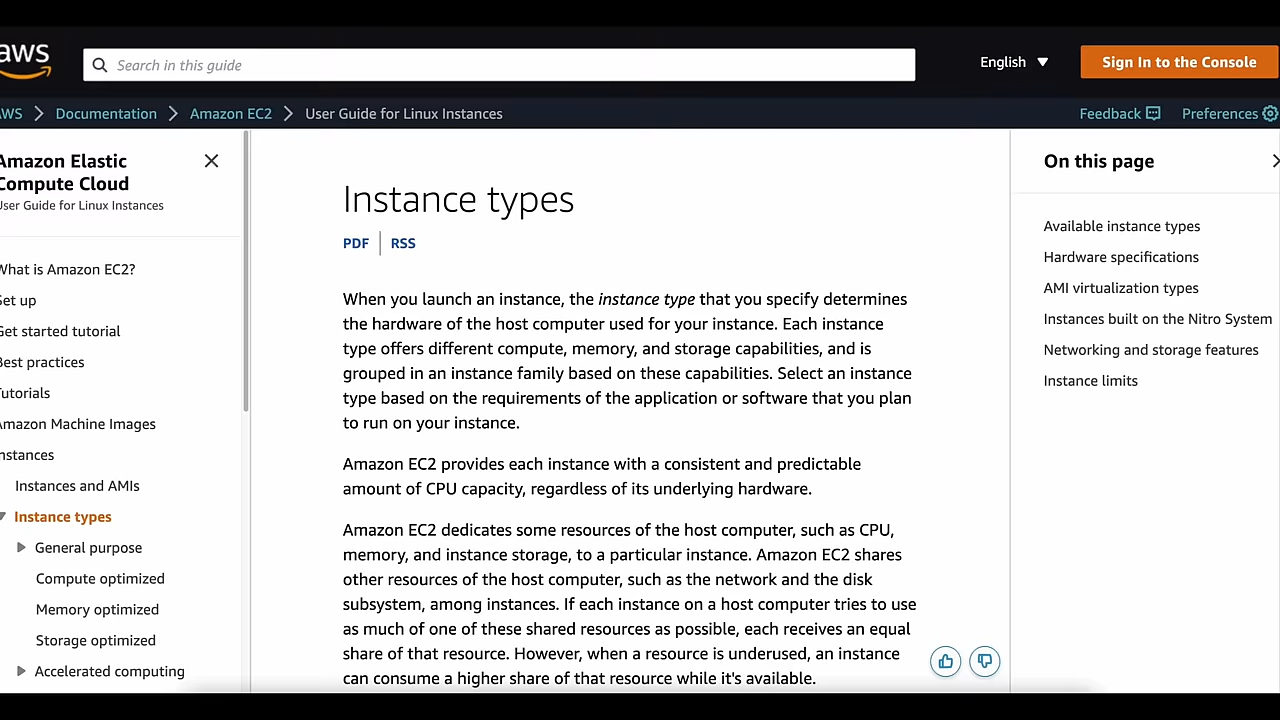 aws
Search in this guide
English
Sign In to the Console
AWS
Documentation
Amazon EC2
User Guide for Linux Instances
Feedback
Preferences
Amazon Elastic
Compute Cloud
User Guide for Linux Instances
What is Amazon EC2?
Set up
Get started tutorial
Best practices
Tutorials
Amazon Machine Images
Instances
Instances and AMIs
Instance types
General purpose
Compute optimized
Memory optimized
Storage optimized
Accelerated computing
Instance types
PDF
RSS
When you launch an instance, the instance type that you specify determines
the hardware of the host computer used for your instance. Each instance
type offers different compute, memory, and storage capabilities, and is
grouped in an instance family based on these capabilities. Select an instance
type based on the requirements of the application or software that you plan
to run on your instance.
Amazon EC2 provides each instance with a consistent and predictable
amount of CPU capacity, regardless of its underlying hardware.
Amazon EC2 dedicates some resources of the host computer, such as CPU,
memory, and instance storage, to a particular instance. Amazon EC2 shares
other resources of the host computer, such as the network and the disk
subsystem, among instances. If each instance on a host computer tries to use
as much of one of these shared resources as possible, each receives an equal
share of that resource. However, when a resource is underused, an instance
can consume a higher share of that resource while it's available.
On this page
Available instance types
Hardware specifications
AMI virtualization types
Instances built on the Nitro System
Networking and storage features
Instance limits